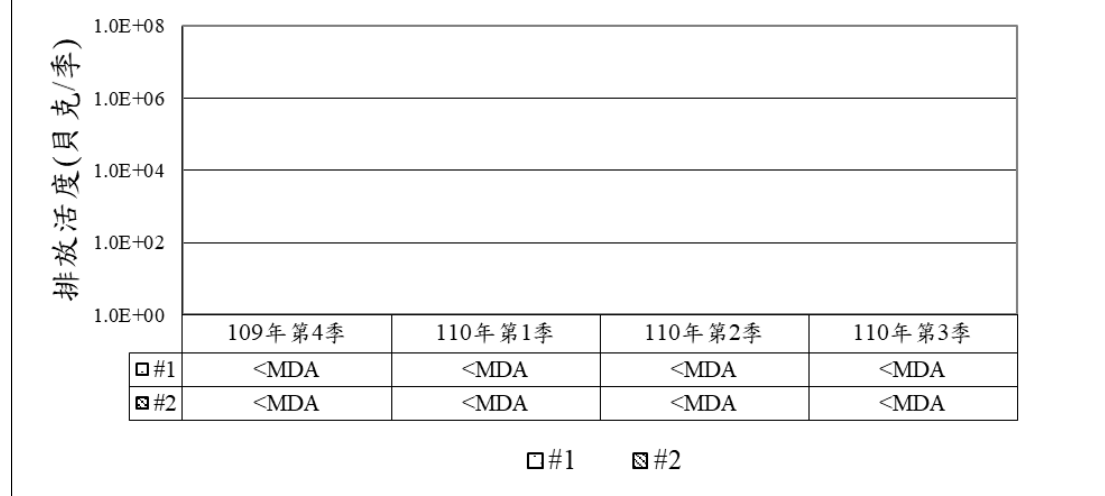 排放活度(貝克/季)
1.0E+08
1.0E+06
1.0E+04
1.0E+02
1.0E+00
109年第4季 110年第1季 110年第2季 110年第3季
#1 <MDA <MDA <MDA <MDA
#2 <MDA <MDA <MDA <MDA
#1 #2